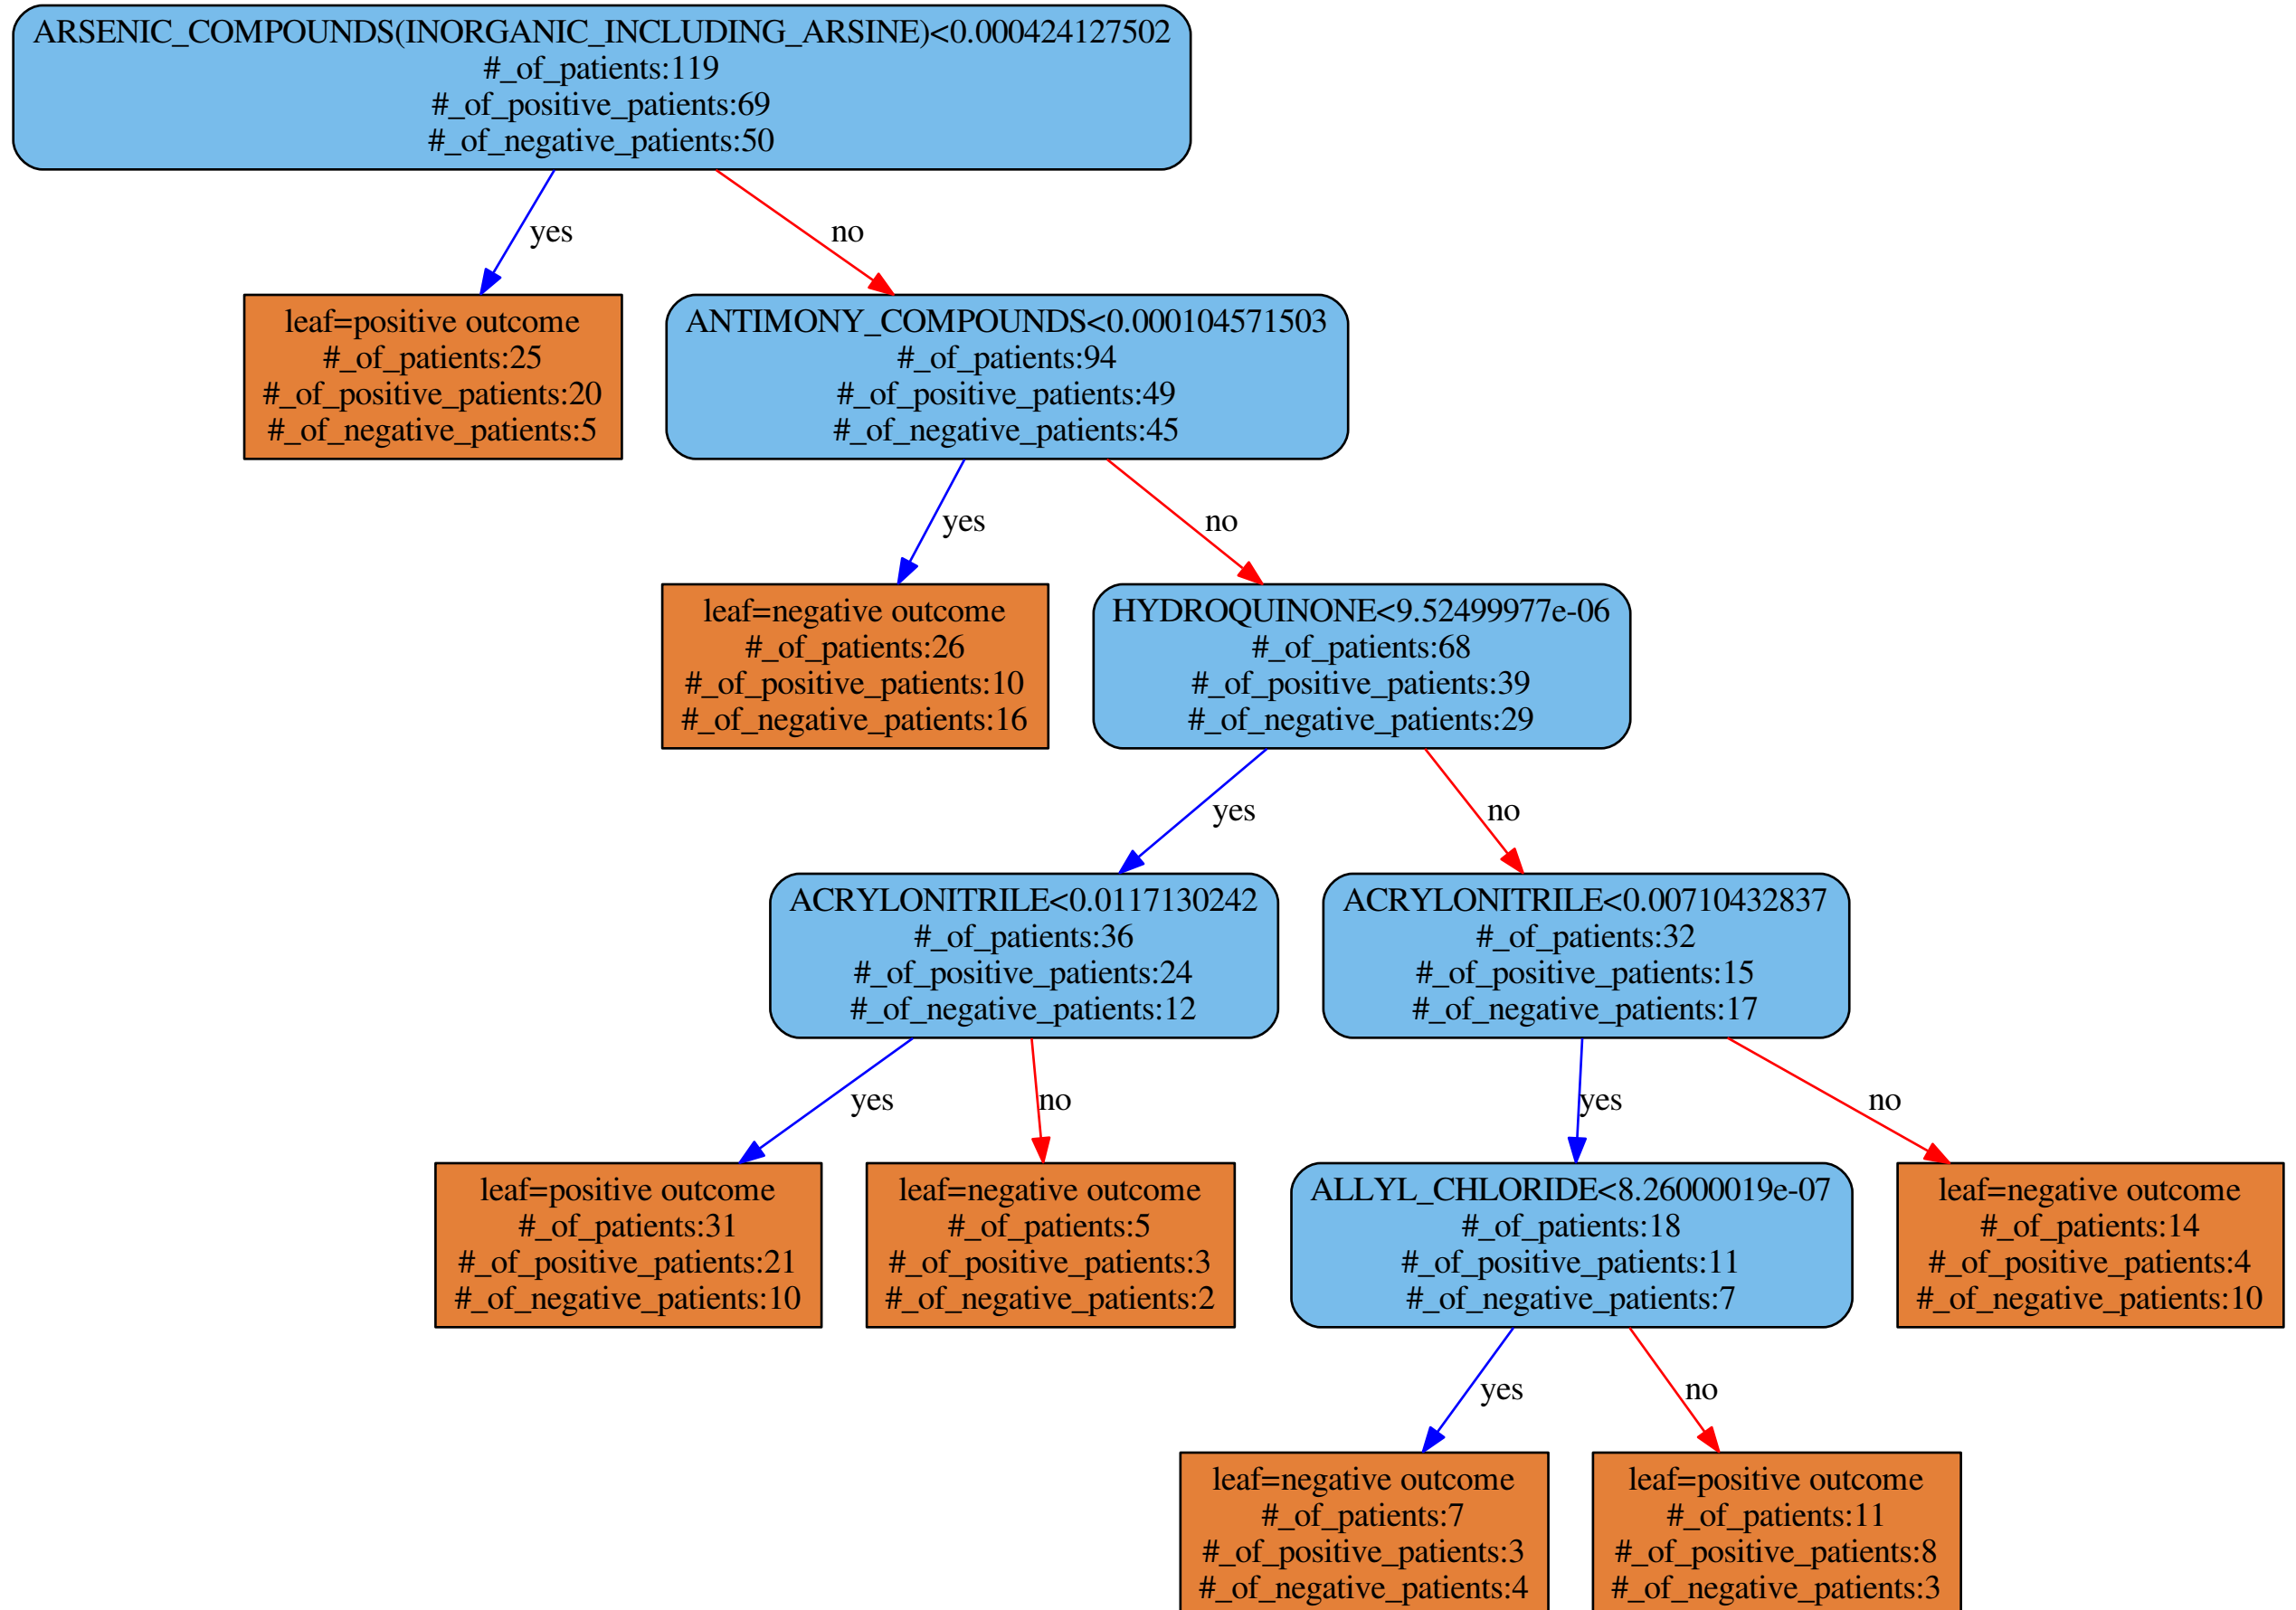 ARSENIC_COMPOUNDS(INORGANIC_INCLUDING_ARSINE)<0.000424127502
#_of_patients:119
#_of_positive_patients:69
#_of_negative_patients:50
yes
no
leaf=positive outcome
#_of_patients:25
#_of_positive_patients:20
#_of_negative_patients:5
ANTIMONY_COMPOUNDS<0.000104571503
#_of_patients:94
#_of_positive_patients:49
#_of_negative_patients:45
yes
no
leaf=negative outcome
#_of_patients:26
#_of_positive_patients:10
#_of_negative_patients:16
HYDROQUINONE<9.52499977e-06
#_of_patients:68
#_of_positive_patients:39
#_of_negative_patients:29
yes
no
ACRYLONITRILE<0.0117130242
#_of_patients:36
#_of_positive_patients:24
#_of_negative_patients:12
ACRYLONITRILE<0.00710432837
#_of_patients:32
#_of_positive_patients:15
#_of_negative_patients:17
yes
no
yes
no
leaf=positive outcome
#_of_patients:31
#_of_positive_patients:21
#_of_negative_patients:10
leaf=negative outcome
#_of_patients:5
#_of_positive_patients:3
#_of_negative_patients:2
ALLYL_CHLORIDE<8.26000019e-07
#_of_patients:18
#_of_positive_patients:11
#_of_negative_patients:7
leaf=negative outcome
#_of_patients:14
#_of_positive_patients:4
#_of_negative_patients:10
yes
no
leaf=negative outcome
#_of_patients:7
#_of_positive_patients:3
#_of_negative_patients:4
leaf=positive outcome
#_of_patients:11
#_of_positive_patients:8
#_of_negative_patients:3